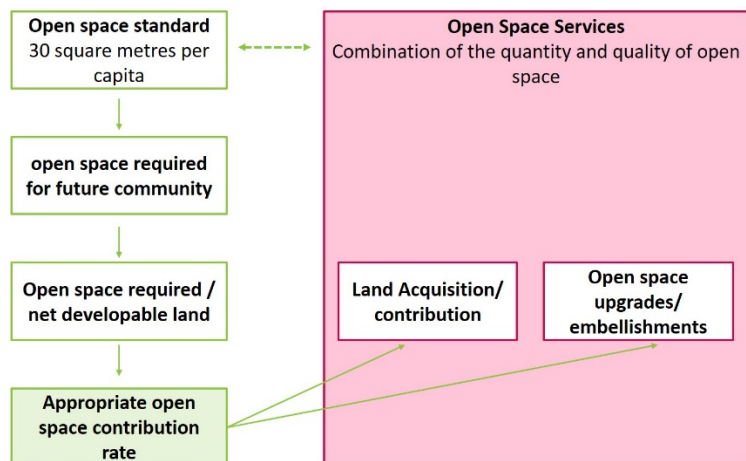 Open space standard
30 square metres per
capita
open space required
for future community
Open space required /
net developable land
Appropriate open
space contribution
rate
Open Space Services
Combination of the quantity and quality of open
space
Land Acquisition/
contribution
Open space
upgrades/
embellishments